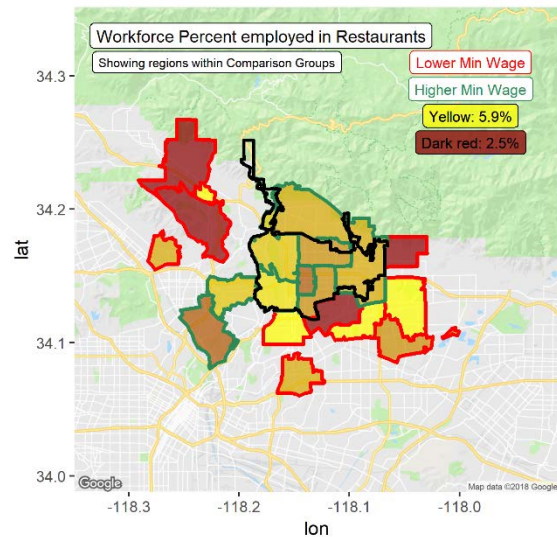 Workforce Percent employed in Restaurants
Showing regions within Comparison Groups
Lower Min Wage
Higher Min Wage
Yellow: 5.9%
Dark red: 2.5%
lat
34.3
34.2
34.1
34.0
Google
Map data ©2018 Google
-118.3
-118.2
-118.1
-118.0
lon